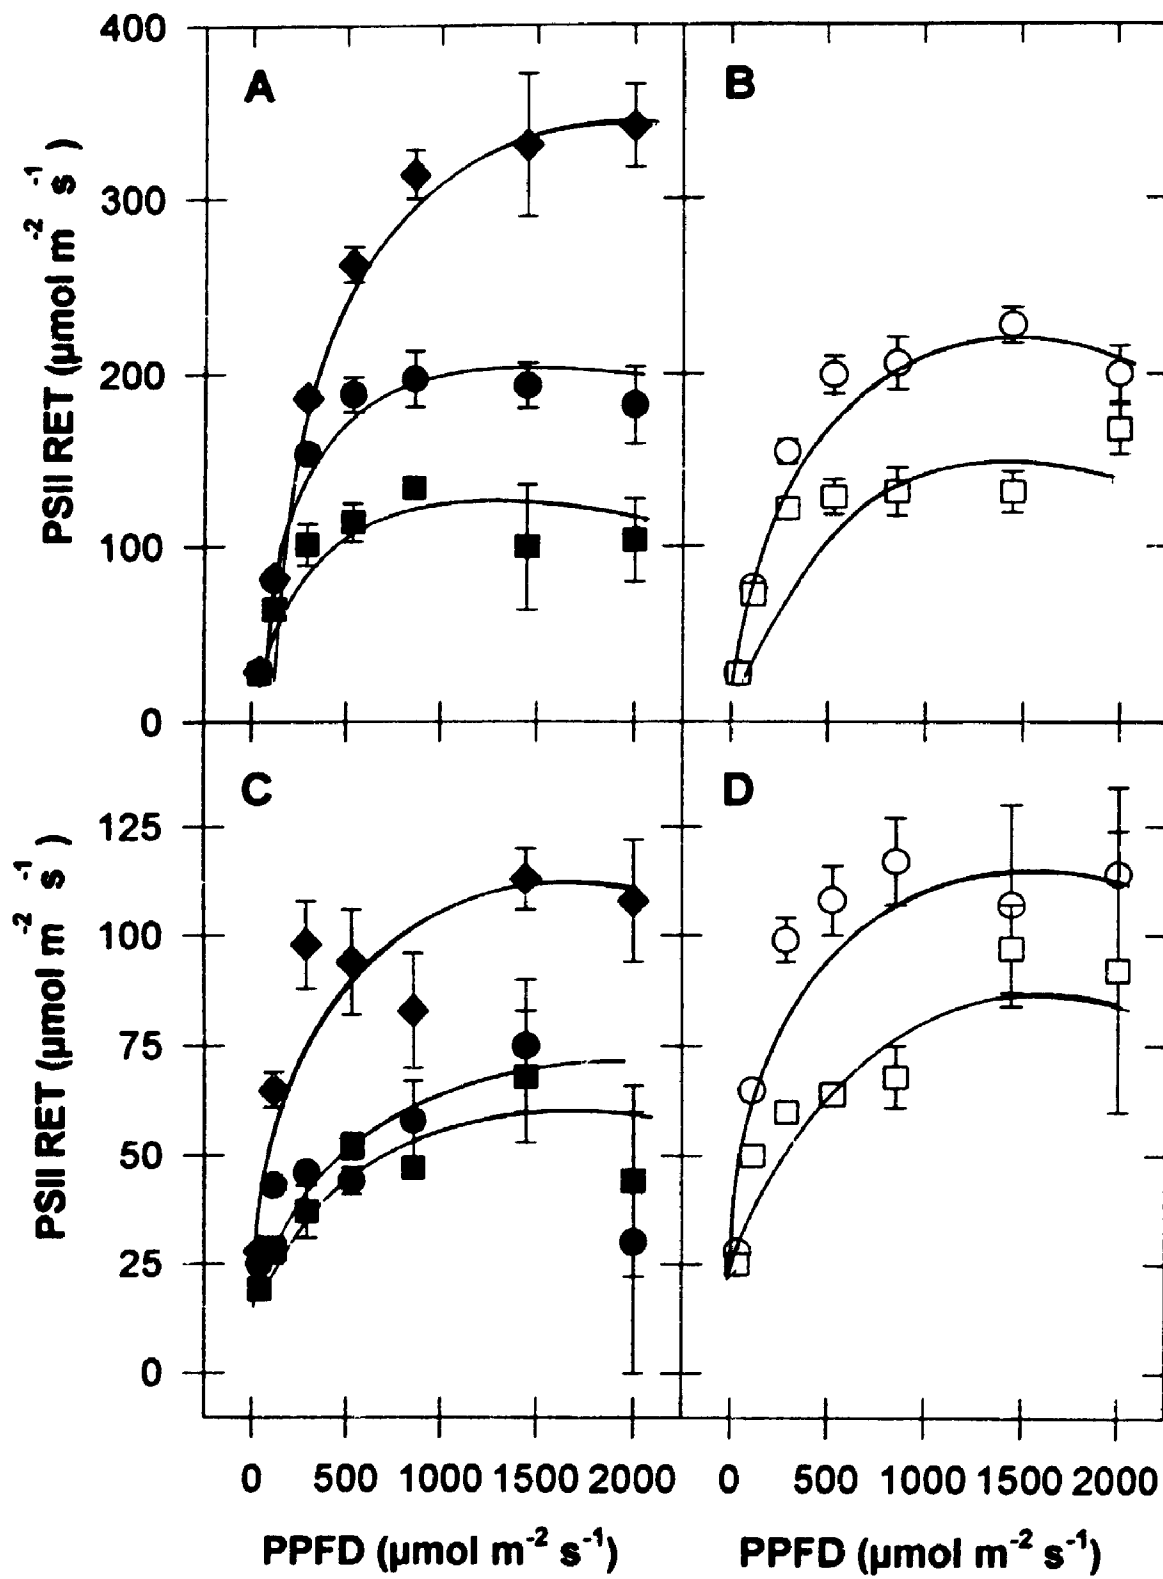 400
A
B
PSII RET (µmol m-2 s-1)
300
200
100
0
C
D
PSII RET (µmol m-2 s-1)
125
100
75
50
25
0
0 500 1000 1500 2000 0 500 1000 1500 2000
PPFD (µmol m-2 s-1) PPFD (µmol m-2 s-1)